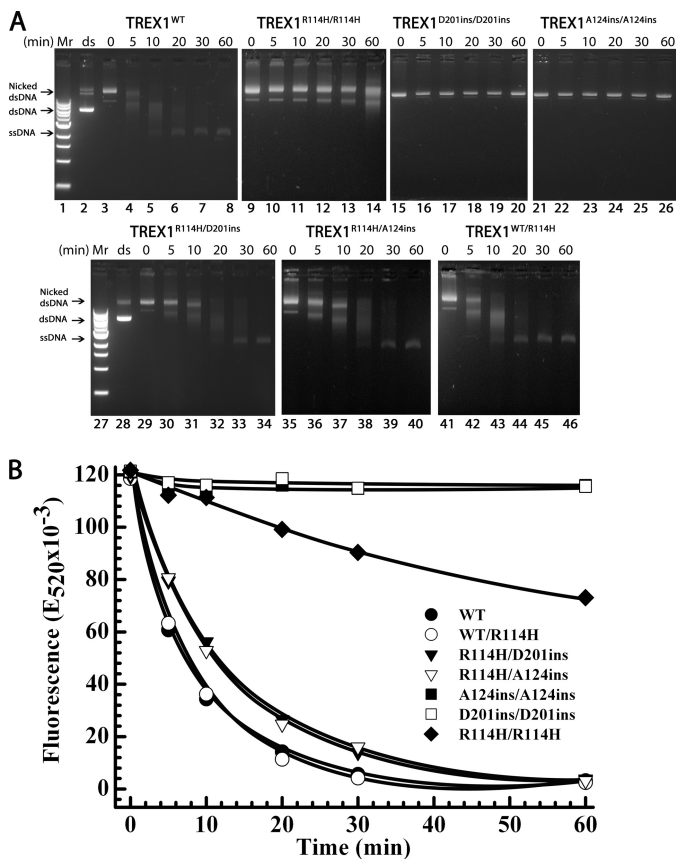 A
TREX1WT TREX1R114H/R114H TREX1D201ins/D201ins TREX1A124ins/A124ins
(min) Mr ds 0 5 10 20 30 60 0 5 10 20 30 60 0 5 10 20 30 60 0 5 10 20 30 60
Nicked
dsDNA
dsDNA
ssDNA
1 2 3 4 5 6 7 8 9 10 11 12 13 14 15 16 17 18 19 20 21 22 23 24 25 26
TREX1R114H/D201ins TREX1R114H/A124ins TREX1WT/R114H
(min) Mr ds 0 5 10 20 30 60 0 5 10 20 30 60 0 5 10 20 30 60
Nicked
dsDNA
dsDNA
ssDNA
27 28 29 30 31 32 33 34 35 36 37 38 39 40 41 42 43 44 45 46
B
Fluorescence (E520x10-3)
120
100
80
60
40
20
0
WT
WT/R114H
R114H/D201ins
R114H/A124ins
A124ins/A124ins
D201ins/D201ins
R114H/R114H
0 10 20 30 40 50 60
Time (min)